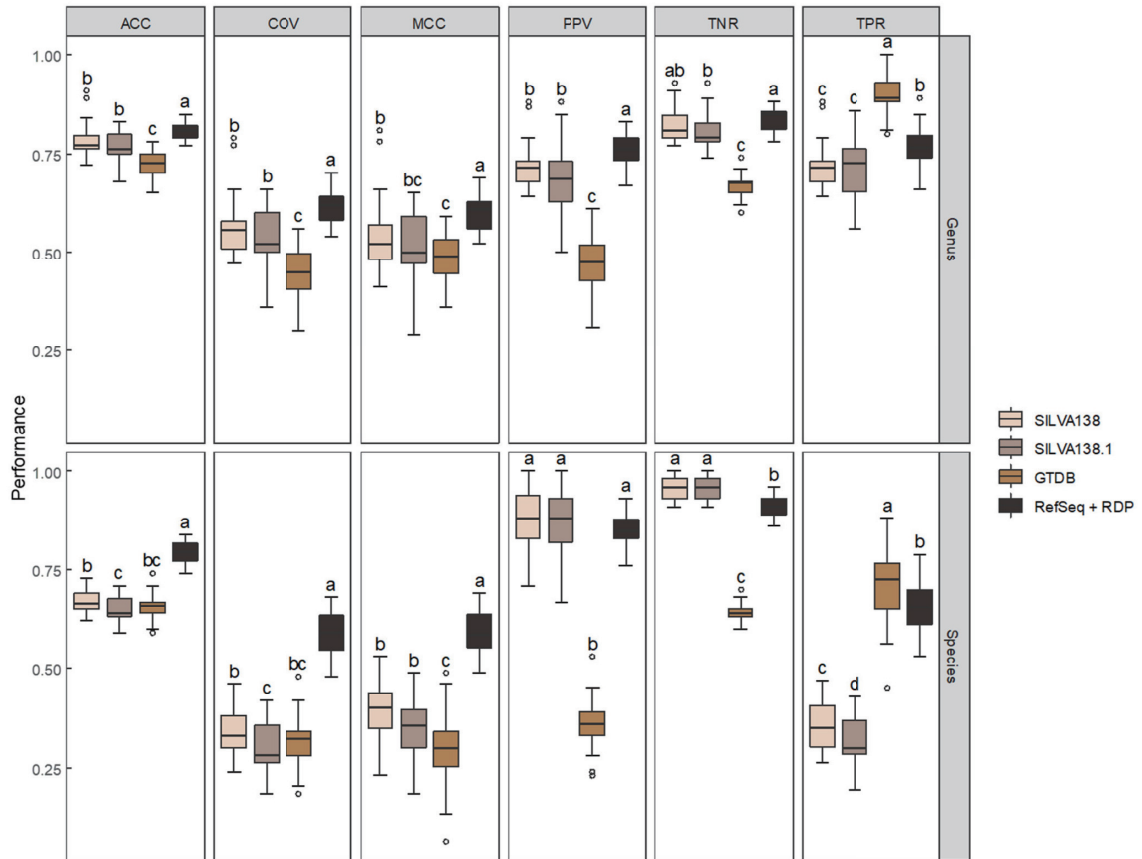 ACC COV MCC FPV TNR TPR
Performance
1.00
0.75
0.50
0.25
b b c a
b b c a
b bc c a
b b c a
ab b c a
c c a b
Genus
1.00
0.75
0.50
0.25
b c bc a
b c bc a
b b c a
a a b a
a a c b
c d a b
Species
SILVA138
SILVA138.1
GTDB
RefSeq + RDP